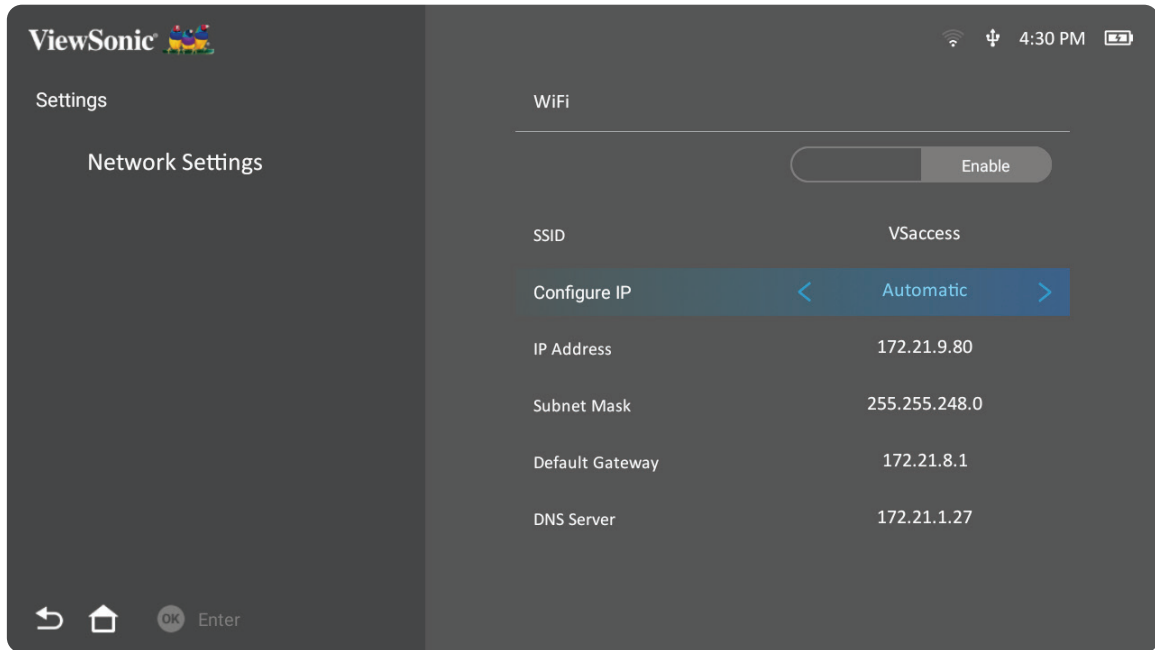 ViewSonic
4:30 PM
Settings
Network Settings
WiFi
Enable
SSID VSaccess
Configure IP < Automatic >
IP Address 172.21.9.80
Subnet Mask 255.255.248.0
Default Gateway 172.21.8.1
DNS Server 172.21.1.27
OK Enter